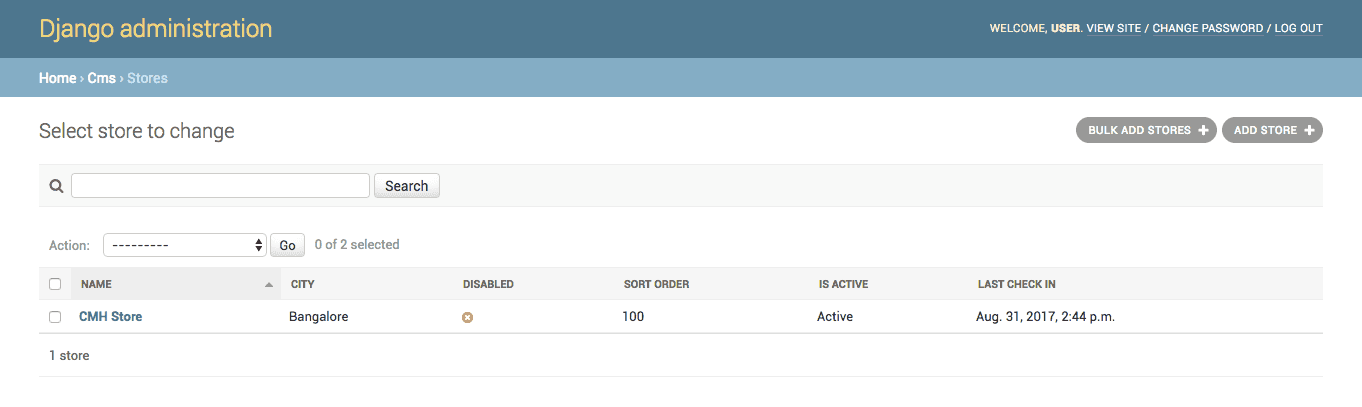 Django administration
WELCOME, USER. VIEW SITE / CHANGE PASSWORD / LOG OUT
Home › Cms › Stores
Select store to change
BULK ADD STORES + ADD STORE +
Search
Action: --------- Go 0 of 2 selected
NAME CITY DISABLED SORT ORDER IS ACTIVE LAST CHECK IN
CMH Store Bangalore 100 Active Aug. 31, 2017, 2:44 p.m.
1 store